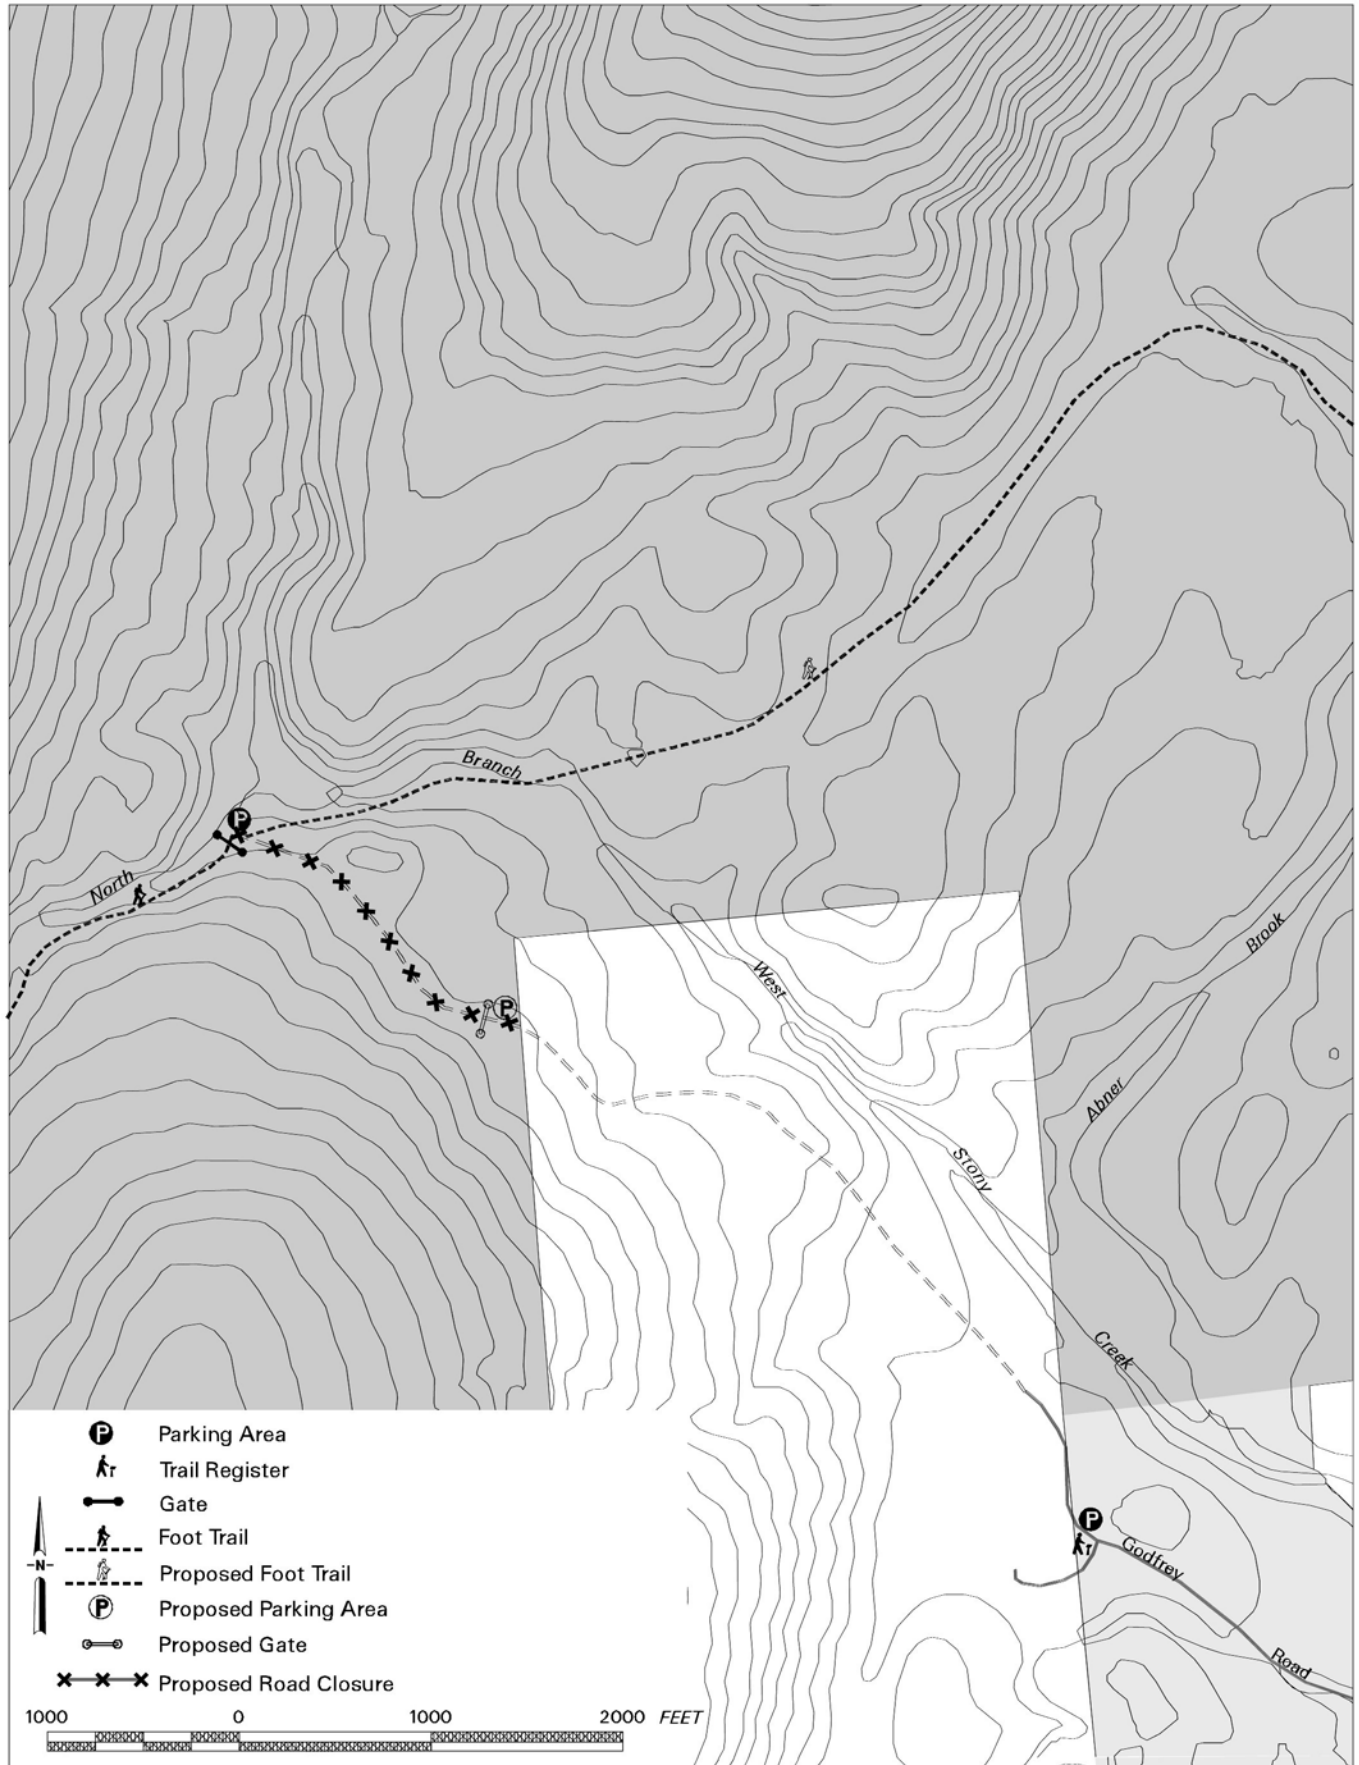 Branch
P
North
Brook
West
P
Abner
Stony
Creek
P
Godfrey
Road
P Parking Area
Trail Register
Gate
Foot Trail
-N-
Proposed Foot Trail
P Proposed Parking Area
Proposed Gate
Proposed Road Closure
1000 0 1000 2000 FEET